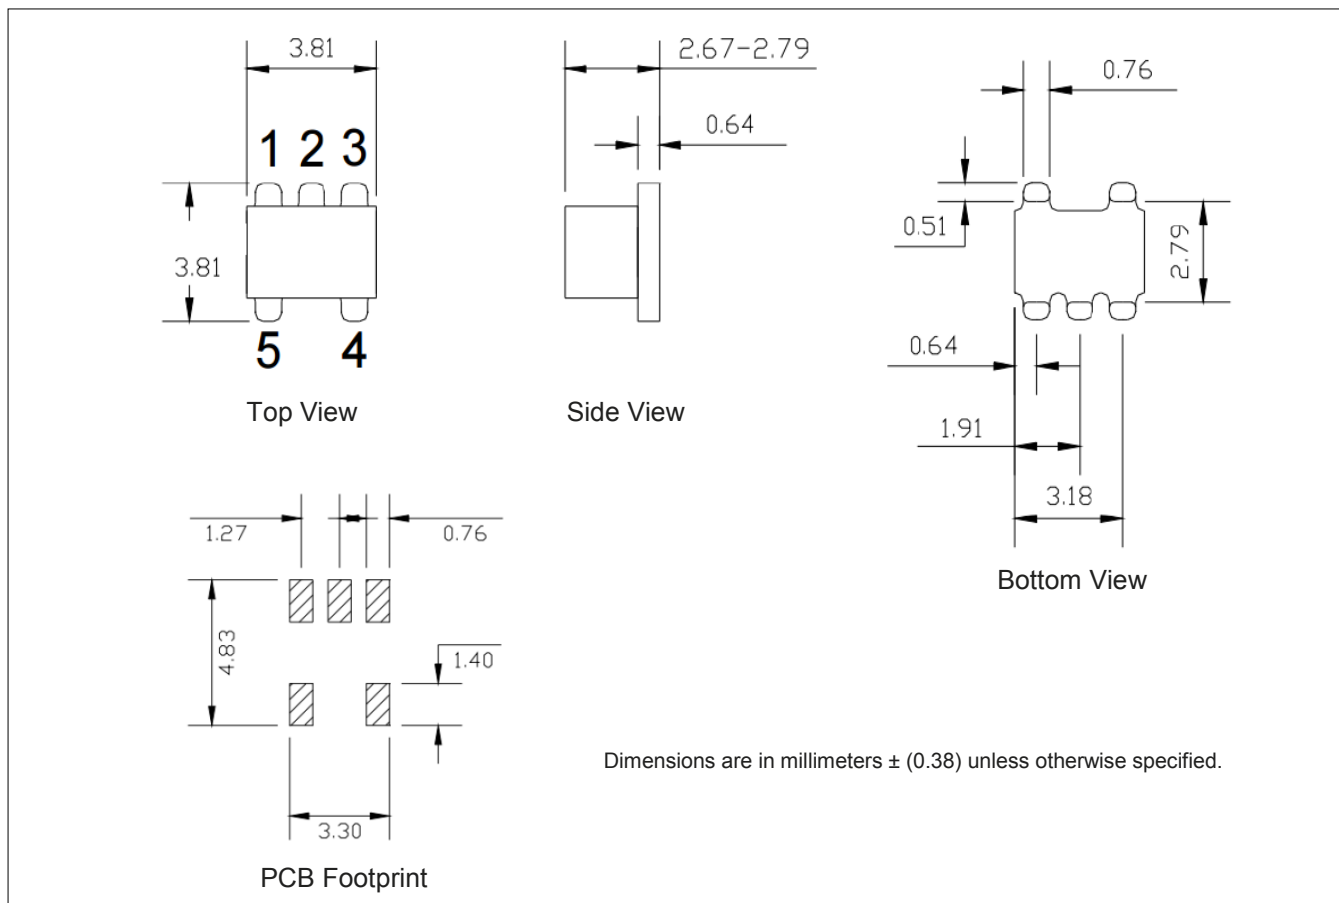 3.81
1 2 3
3.81
5 4
Top View
2.67-2.79
0.64
Side View
0.76
0.51
2.79
0.64
1.91
3.18
Bottom View
1.27
0.76
4.83
1.40
3.30
PCB Footprint
Dimensions are in millimeters ± (0.38) unless otherwise specified.